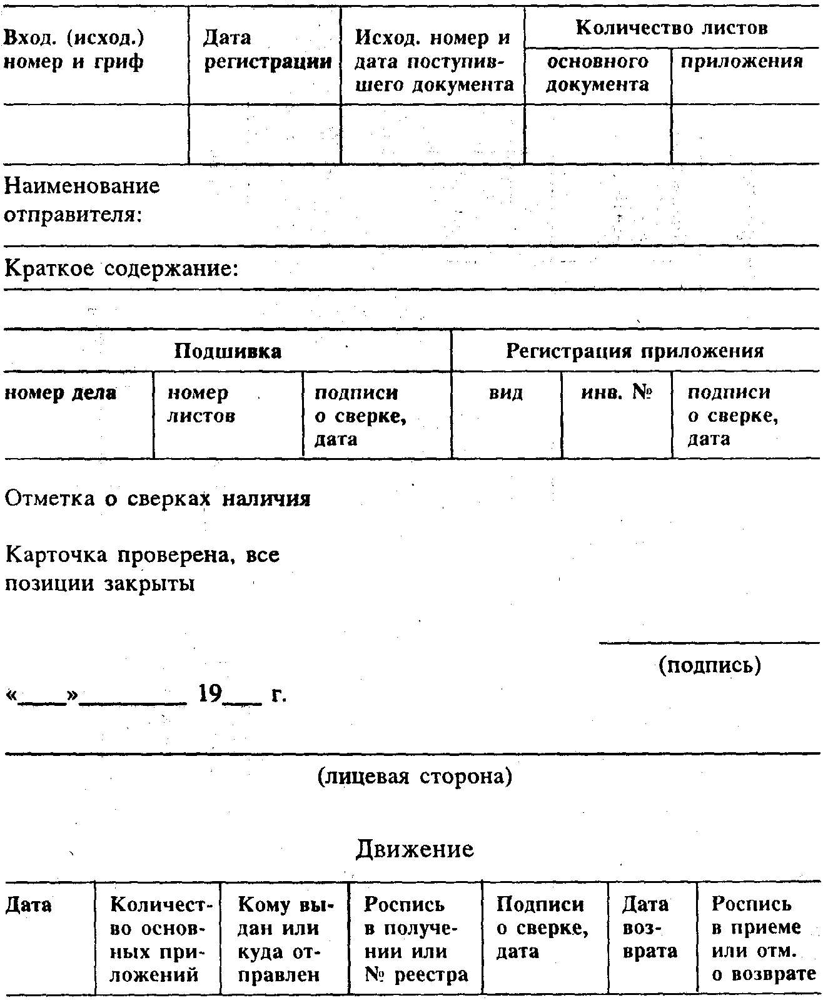 Вход. (исход.)
номер и гриф
Дата
регистрации
Исход. номер и
дата поступив-
шего документа
Количество листов
основного
документа
приложения
Наименование
отправителя:
Краткое содержание:
Подшивка
Регистрация приложения
номер дела
номер
листов
подписи
о сверке,
дата
вид
инв. №
подписи
о сверке,
дата
Отметка о сверках наличия
Карточка проверена, все
позиции закрыты
(подпись)
«____»________ 19___ г.
(лицевая сторона)
Движение
Дата
Количест-
во основ-
ных при-
ложений
Кому вы-
дан или
куда от-
правлен
Роспись
в получе-
нии или
№ реестра
Подписи
о сверке,
дата
Дата
воз-
врата
Роспись
в приеме
или отм.
о возврате